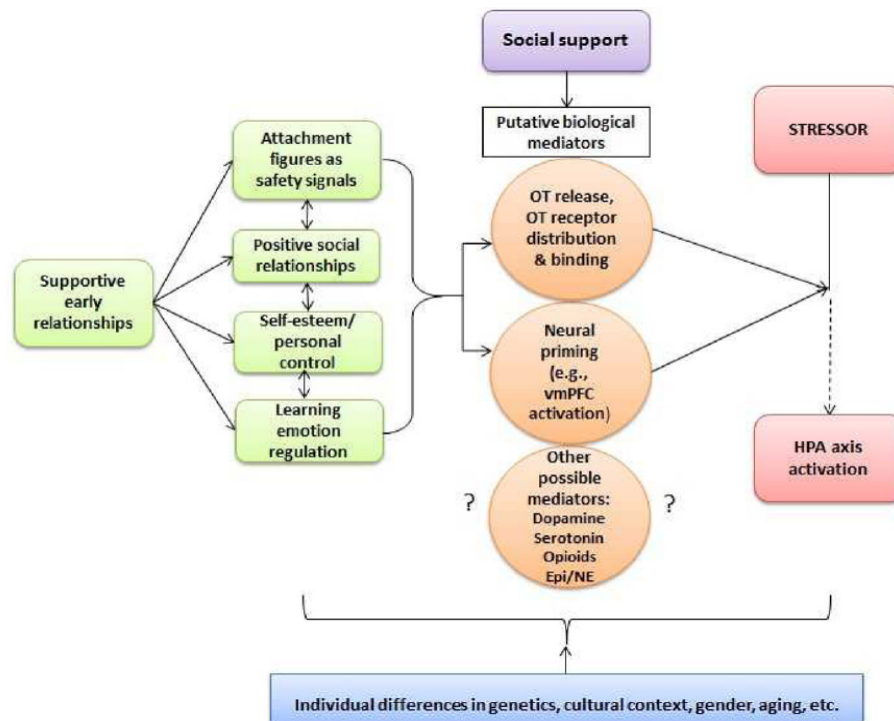 Social support
Putative biological
mediators
STRESSOR
Attachment
figures as
safety signals
Positive social
relationships
Supportive
early
relationships
Self-esteem/
personal
control
Learning
emotion
regulation
OT release,
OT receptor
distribution
& binding
Neural
priming
(e.g.,
vmPFC
activation)
HPA axis
activation
?
Other
possible
mediators:
Dopamine
Serotonin
Opioids
Epi/NE
?
Individual differences in genetics, cultural context, gender, aging, etc.